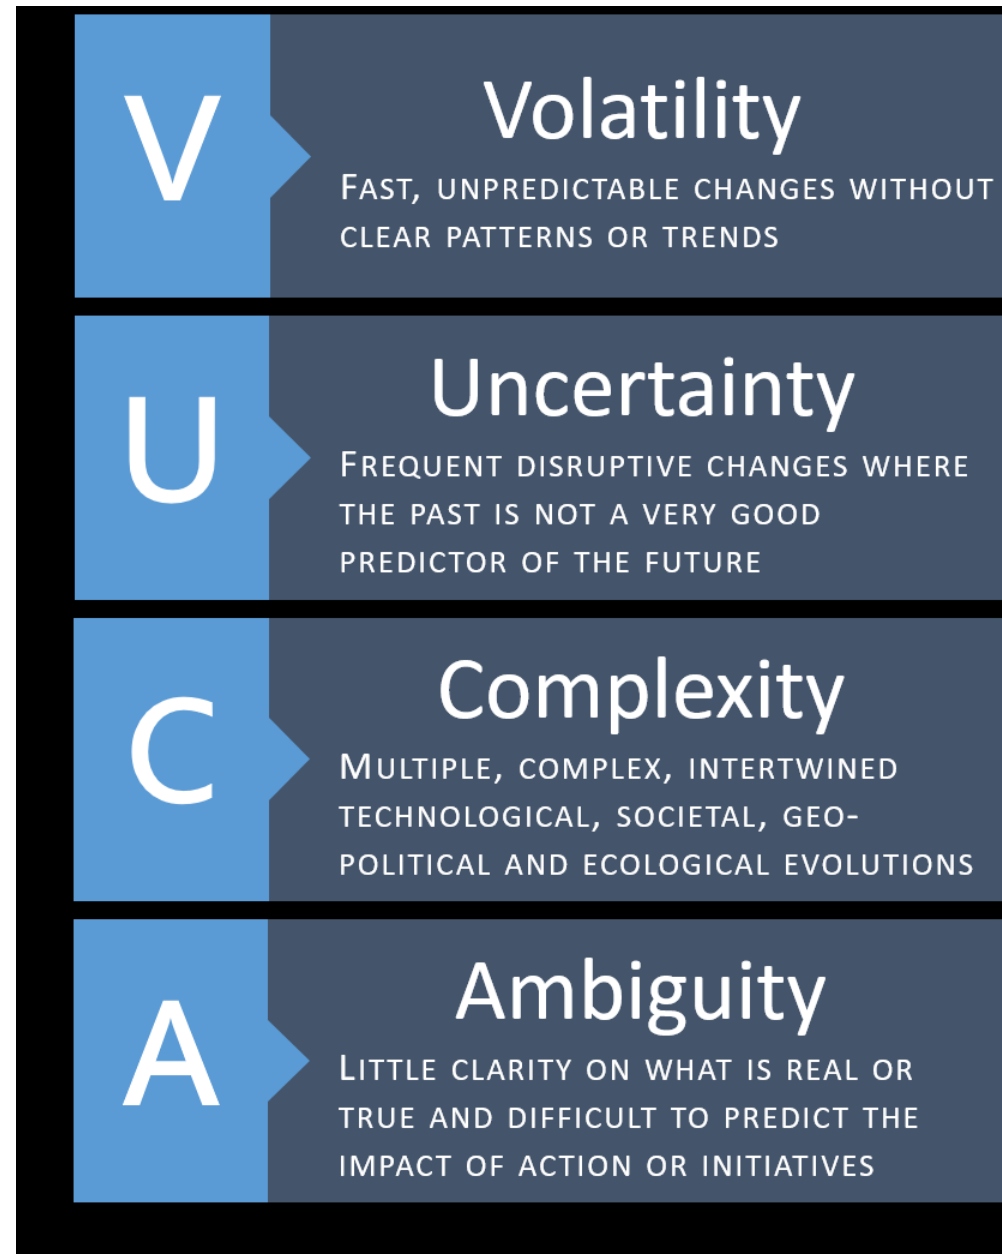 V
Volatility
FAST, UNPREDICTABLE CHANGES WITHOUT
CLEAR PATTERNS OR TRENDS
U
Uncertainty
FREQUENT DISRUPTIVE CHANGES WHERE
THE PAST IS NOT A VERY GOOD
PREDICTOR OF THE FUTURE
C
Complexity
MULTIPLE, COMPLEX, INTERTWINED
TECHNOLOGICAL, SOCIETAL, GEO-
POLITICAL AND ECOLOGICAL EVOLUTIONS
A
Ambiguity
LITTLE CLARITY ON WHAT IS REAL OR
TRUE AND DIFFICULT TO PREDICT THE
IMPACT OF ACTION OR INITIATIVES